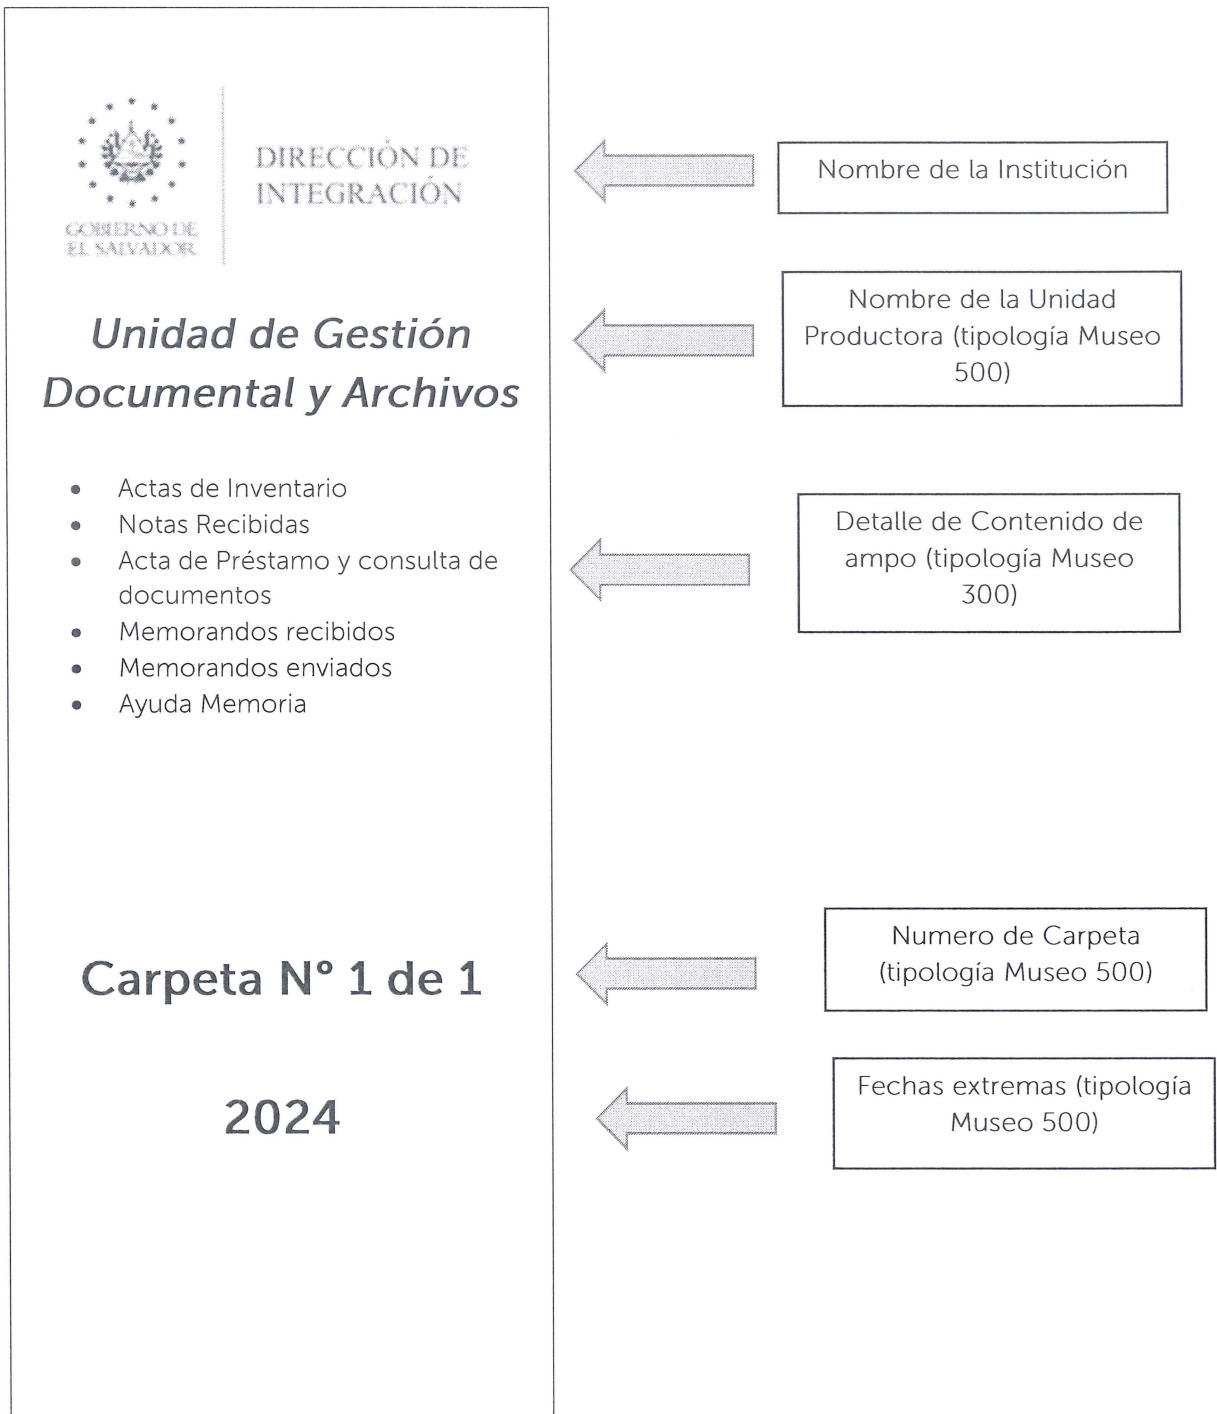 GOBIERNO DE
EL SALVADOR
DIRECCIÓN DE
INTEGRACIÓN
Nombre de la Institución
Unidad de Gestión
Documental y Archivos
Nombre de la Unidad
Productora (tipología Museo
500)
• Actas de Inventario
• Notas Recibidas
• Acta de Préstamo y consulta de
documentos
• Memorandos recibidos
• Memorandos enviados
• Ayuda Memoria
Detalle de Contenido de
ampo (tipología Museo
300)
Carpeta N° 1 de 1
Numero de Carpeta
(tipología Museo 500)
2024
Fechas extremas (tipología
Museo 500)